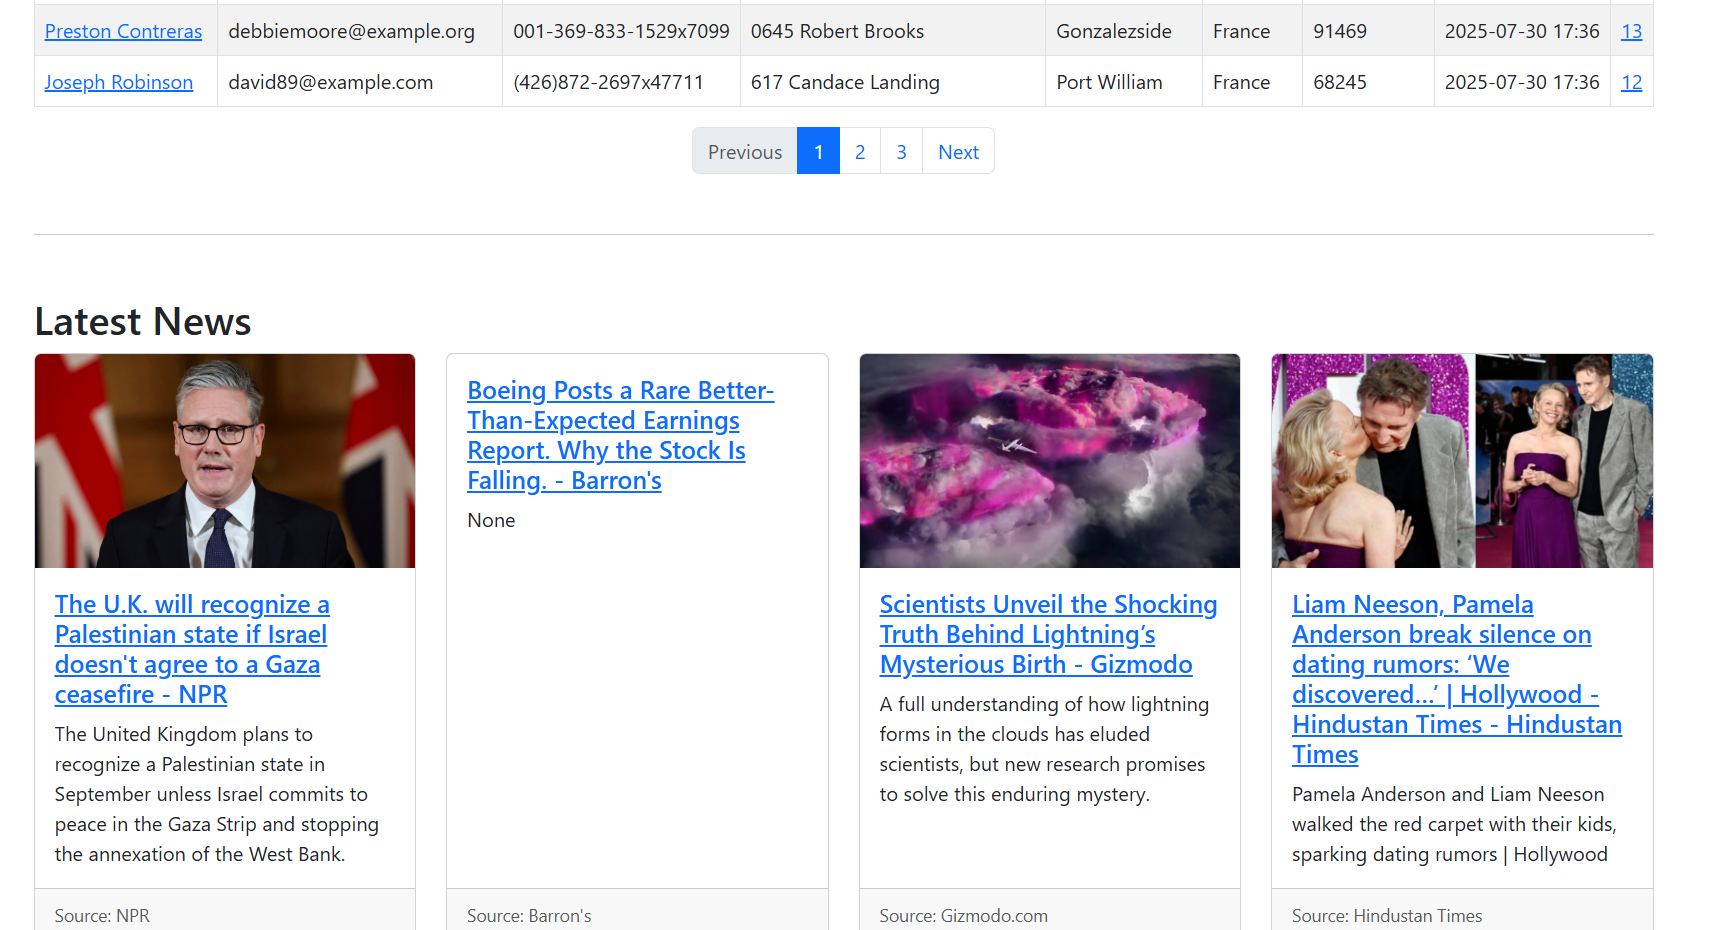 Preston Contreras debbiemoore@example.org 001-369-833-1529x7099 0645 Robert Brooks Gonzalezside France 91469 2025-07-30 17:36 13
Joseph Robinson david89@example.com (426)872-2697x47711 617 Candace Landing Port William France 68245 2025-07-30 17:36 12
Previous 1 2 3 Next
Latest News
The U.K. will recognize a
Palestinian state if Israel
doesn't agree to a Gaza
ceasefire - NPR
The United Kingdom plans to
recognize a Palestinian state in
September unless Israel commits to
peace in the Gaza Strip and stopping
the annexation of the West Bank.
Source: NPR
Boeing Posts a Rare Better-
Than-Expected Earnings
Report. Why the Stock Is
Falling. - Barron's
None
Source: Barron's
Scientists Unveil the Shocking
Truth Behind Lightning’s
Mysterious Birth - Gizmodo
A full understanding of how lightning
forms in the clouds has eluded
scientists, but new research promises
to solve this enduring mystery.
Source: Gizmodo.com
Liam Neeson, Pamela
Anderson break silence on
dating rumors: ‘We
discovered…’ | Hollywood -
Hindustan Times - Hindustan
Times
Pamela Anderson and Liam Neeson
walked the red carpet with their kids,
sparking dating rumors | Hollywood
Source: Hindustan Times